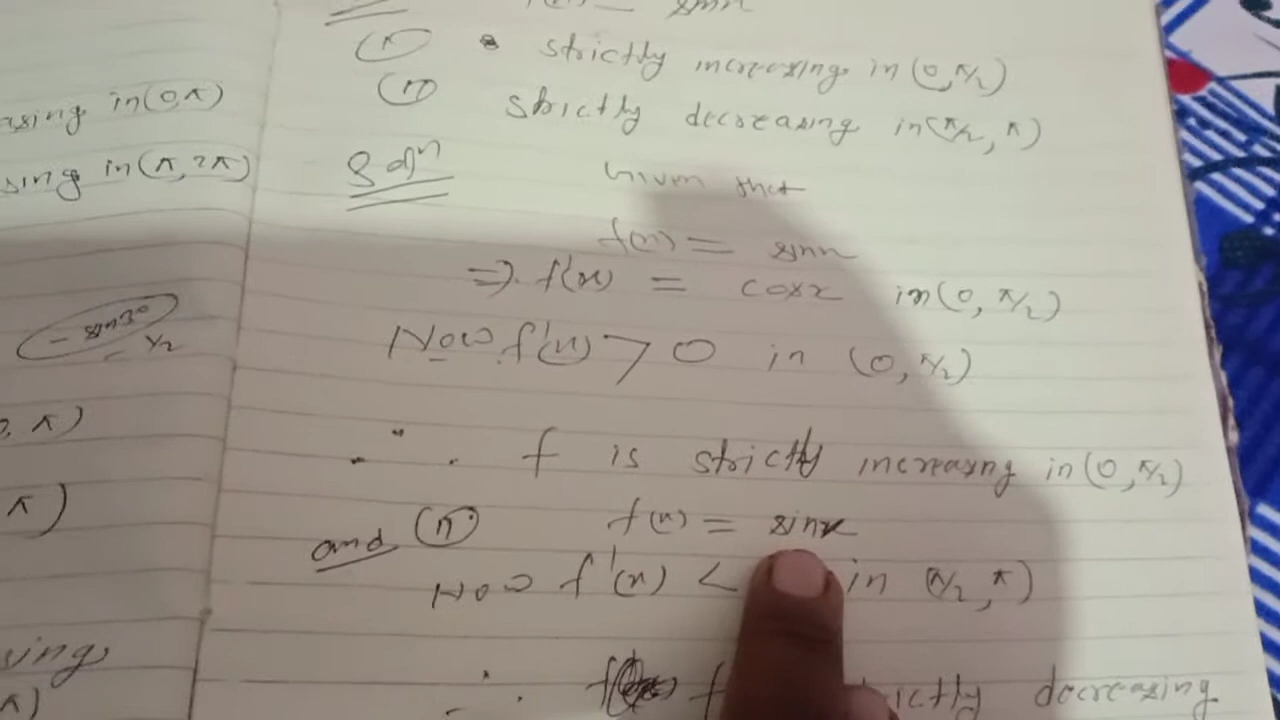 asing in(0,π)
sing in(π, 2π)
0, π)
π)
π)
(i) strictly increasing in (0, π/2)
(ii) strictly decreasing in(π/2, π)
Soln Given that
f(x) = sinx
⇒ f'(x) = cosx in(0, π/2)
Now f'(x) > 0 in (0, π/2)
∴ f is strictly increasing in (0, π/2)
and (ii) f(x) = sinx
Now f'(x) < in (π/2, π)
∴ f decreasing